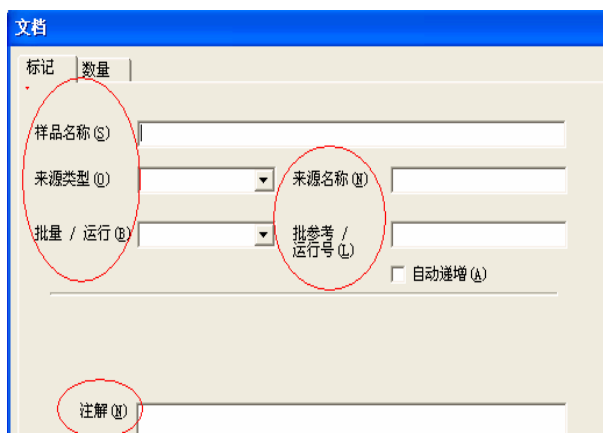 文档
标记 数量
样品名称(S)
来源类型(O) 来源名称(N)
批量 / 运行(B) 批参考 /
运行号(L)
自动递增(A)
注解(N)